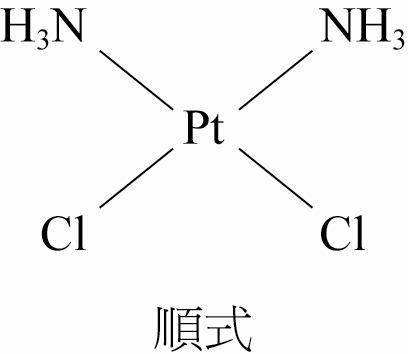 H₃N NH₃
Pt
Cl Cl
順式